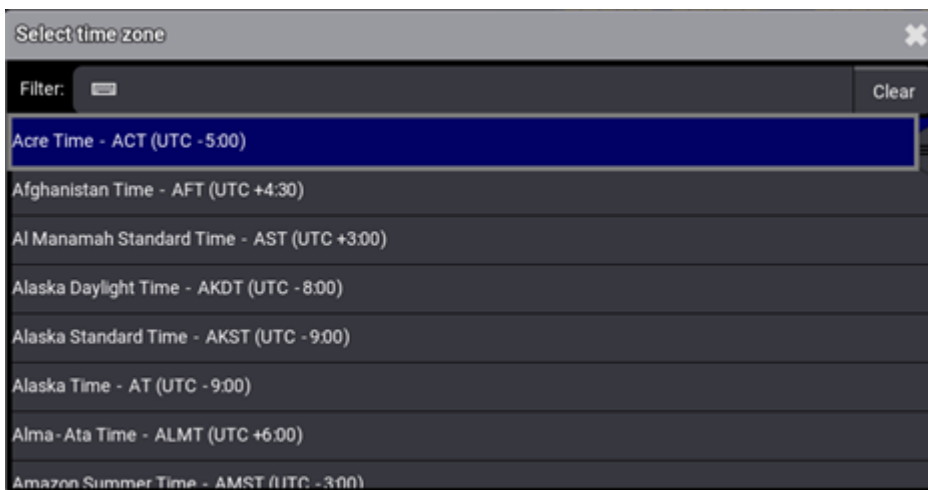 Select time zone
Filter: Clear
Acre Time - ACT (UTC -5:00)
Afghanistan Time - AFT (UTC +4:30)
Al Manamah Standard Time - AST (UTC +3:00)
Alaska Daylight Time - AKDT (UTC -8:00)
Alaska Standard Time - AKST (UTC -9:00)
Alaska Time - AT (UTC -9:00)
Alma-Ata Time - ALMT (UTC +6:00)
Amazon Summer Time - AMST (UTC -3:00)